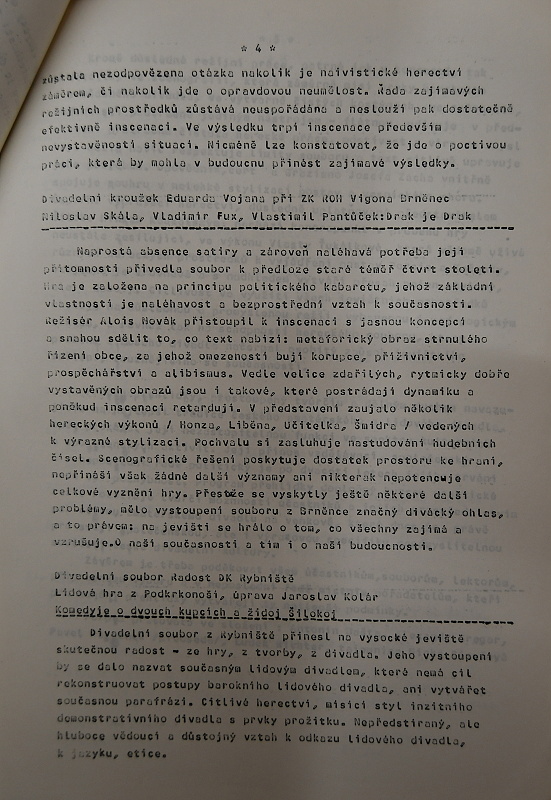 ☆ 4 ☆
zůstala nezodpovězena otázka nakolik je naivistické herectví
záměrem, či nakolik jde o opravdovou neumělost. Řada zajímavých
režijních prostředků zůstává neuspořádána a neslouží pak dostatečně
efektivně inscenaci. Ve výsledku trpí inscenace především
nevystavěností situací. Nicméně lze konstatovat, že jde o poctivou
práci, která by mohla v budoucnu přinést zajímavé výsledky.
Divadelní kroužek Eduarda Vojana při ZK ROH Vigona Brněnec
Miloslav Skála, Vladimír Fux, Vlastimil Pantůček:Drak je Drak
Naprostá absence satiry a zároveň naléhavá potřeba její
přítomnosti přivedla soubor k předloze staré téměř čtvrt století.
Hra je založena na principu politického kabaretu, jehož základní
vlastností je naléhavost a bezprostřední vztah k současnosti.
Režisér Alois Novák přistoupil k inscenaci s jasnou koncepcí
a snahou sdělit to, co text nabízí: metaforický obraz strnulého
řízení obce, za jehož omezeností bují korupce, příživnictví,
prospěchářství a alibismus. Vedle velice zdařilých, rytmicky dobře
vystavěných obrazů jsou i takové, které postrádají dynamiku a
poněkud inscenaci retardují. V představení zaujalo několik
hereckých výkonů / Honza, Liběna, Učitelka, Šmidra / vedených
k výrazné stylizaci. Pochvalu si zasluhuje nastudování hudebních
čísel. Scenografické řešení poskytuje dostatek prostoru ke hraní,
nepřináší však žádné další významy ani nikterak nepotencuje
celkové vyznění hry. Přestože se vyskytly ještě některé další
problémy, mělo vystoupení souboru z Brněnce značný divácký ohlas,
a to právem: na jevišti se hrálo o tom, co všechny zajímá a
vzrušuje.O naší současnosti a tím i o naší budoucnosti.
Divadelní soubor Radost DK Rybniště
Lidová hra z Podkrkonoší, úprava Jaroslav Kolár
Komedyje o dvouch kupcích a židoj Šilokoj
Divadelní soubor z Rybniště přinesl na vysocké jeviště
skutečnou radost - ze hry, z tvorby, z divadla. Jeho vystoupení
by se dalo nazvat současným lidovým divadlem, které nemá cíl
rekonstruovat postupy barokního lidového divadla, ani vytvářet
současnou parafrázi. Citlivé herectví, mísící styl inzitního
demonstrativního divadla s prvky prožitku. Nepředstíraný, ale
hluboce vědoucí a důstojný vztah k odkazu lidového divadla,
k jazyku, etice.